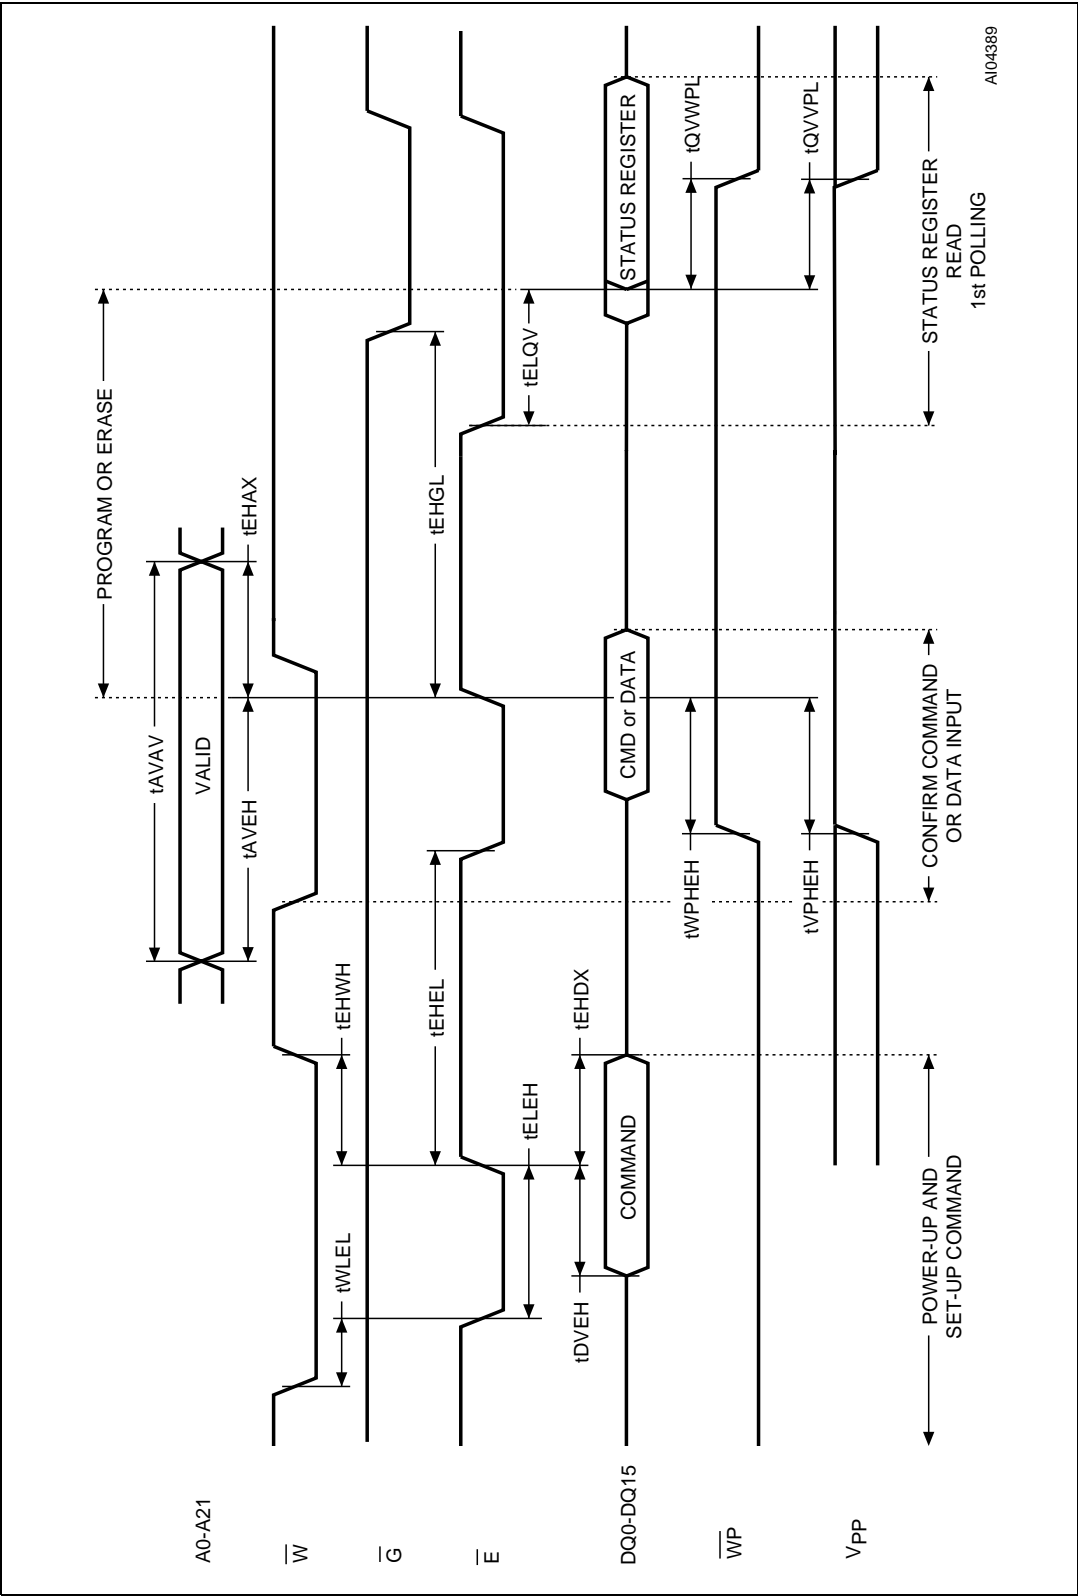 PROGRAM OR ERASE
tAVAV
A0-A21
VALID
tAVEH
tEHAX
W
tWLEL
tEHWH
G
tEHEL
tEHGL
E
tELEH
tELQV
tDVEH
tEHDX
DQ0-DQ15
COMMAND
CMD or DATA
STATUS REGISTER
tWPHEH
tQVWPL
WP
tVPHEH
tQVVPL
VPP
POWER-UP AND
SET-UP COMMAND
CONFIRM COMMAND
OR DATA INPUT
STATUS REGISTER
READ
1st POLLING
AI04389